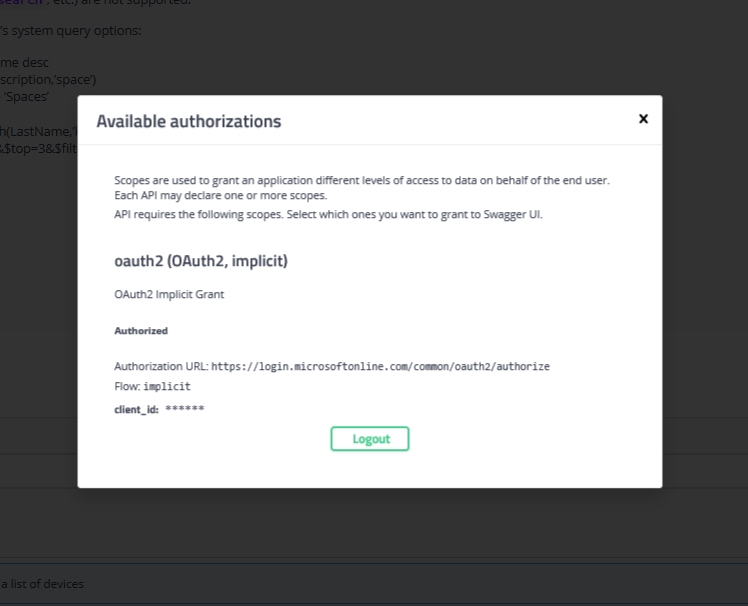 etc.) are not supported.
's system query options:
me desc
scription,'space')
'Spaces'
Available authorizations
x
h(LastName,'
&$top=3&$filt
Scopes are used to grant an application different levels of access to data on behalf of the end user.
Each API may declare one or more scopes.
API requires the following scopes. Select which ones you want to grant to Swagger UI.
oauth2 (OAuth2, implicit)
OAuth2 Implicit Grant
Authorized
Authorization URL: https://login.microsoftonline.com/common/oauth2/authorize
Flow: implicit
client_id: ******
Logout
a list of devices